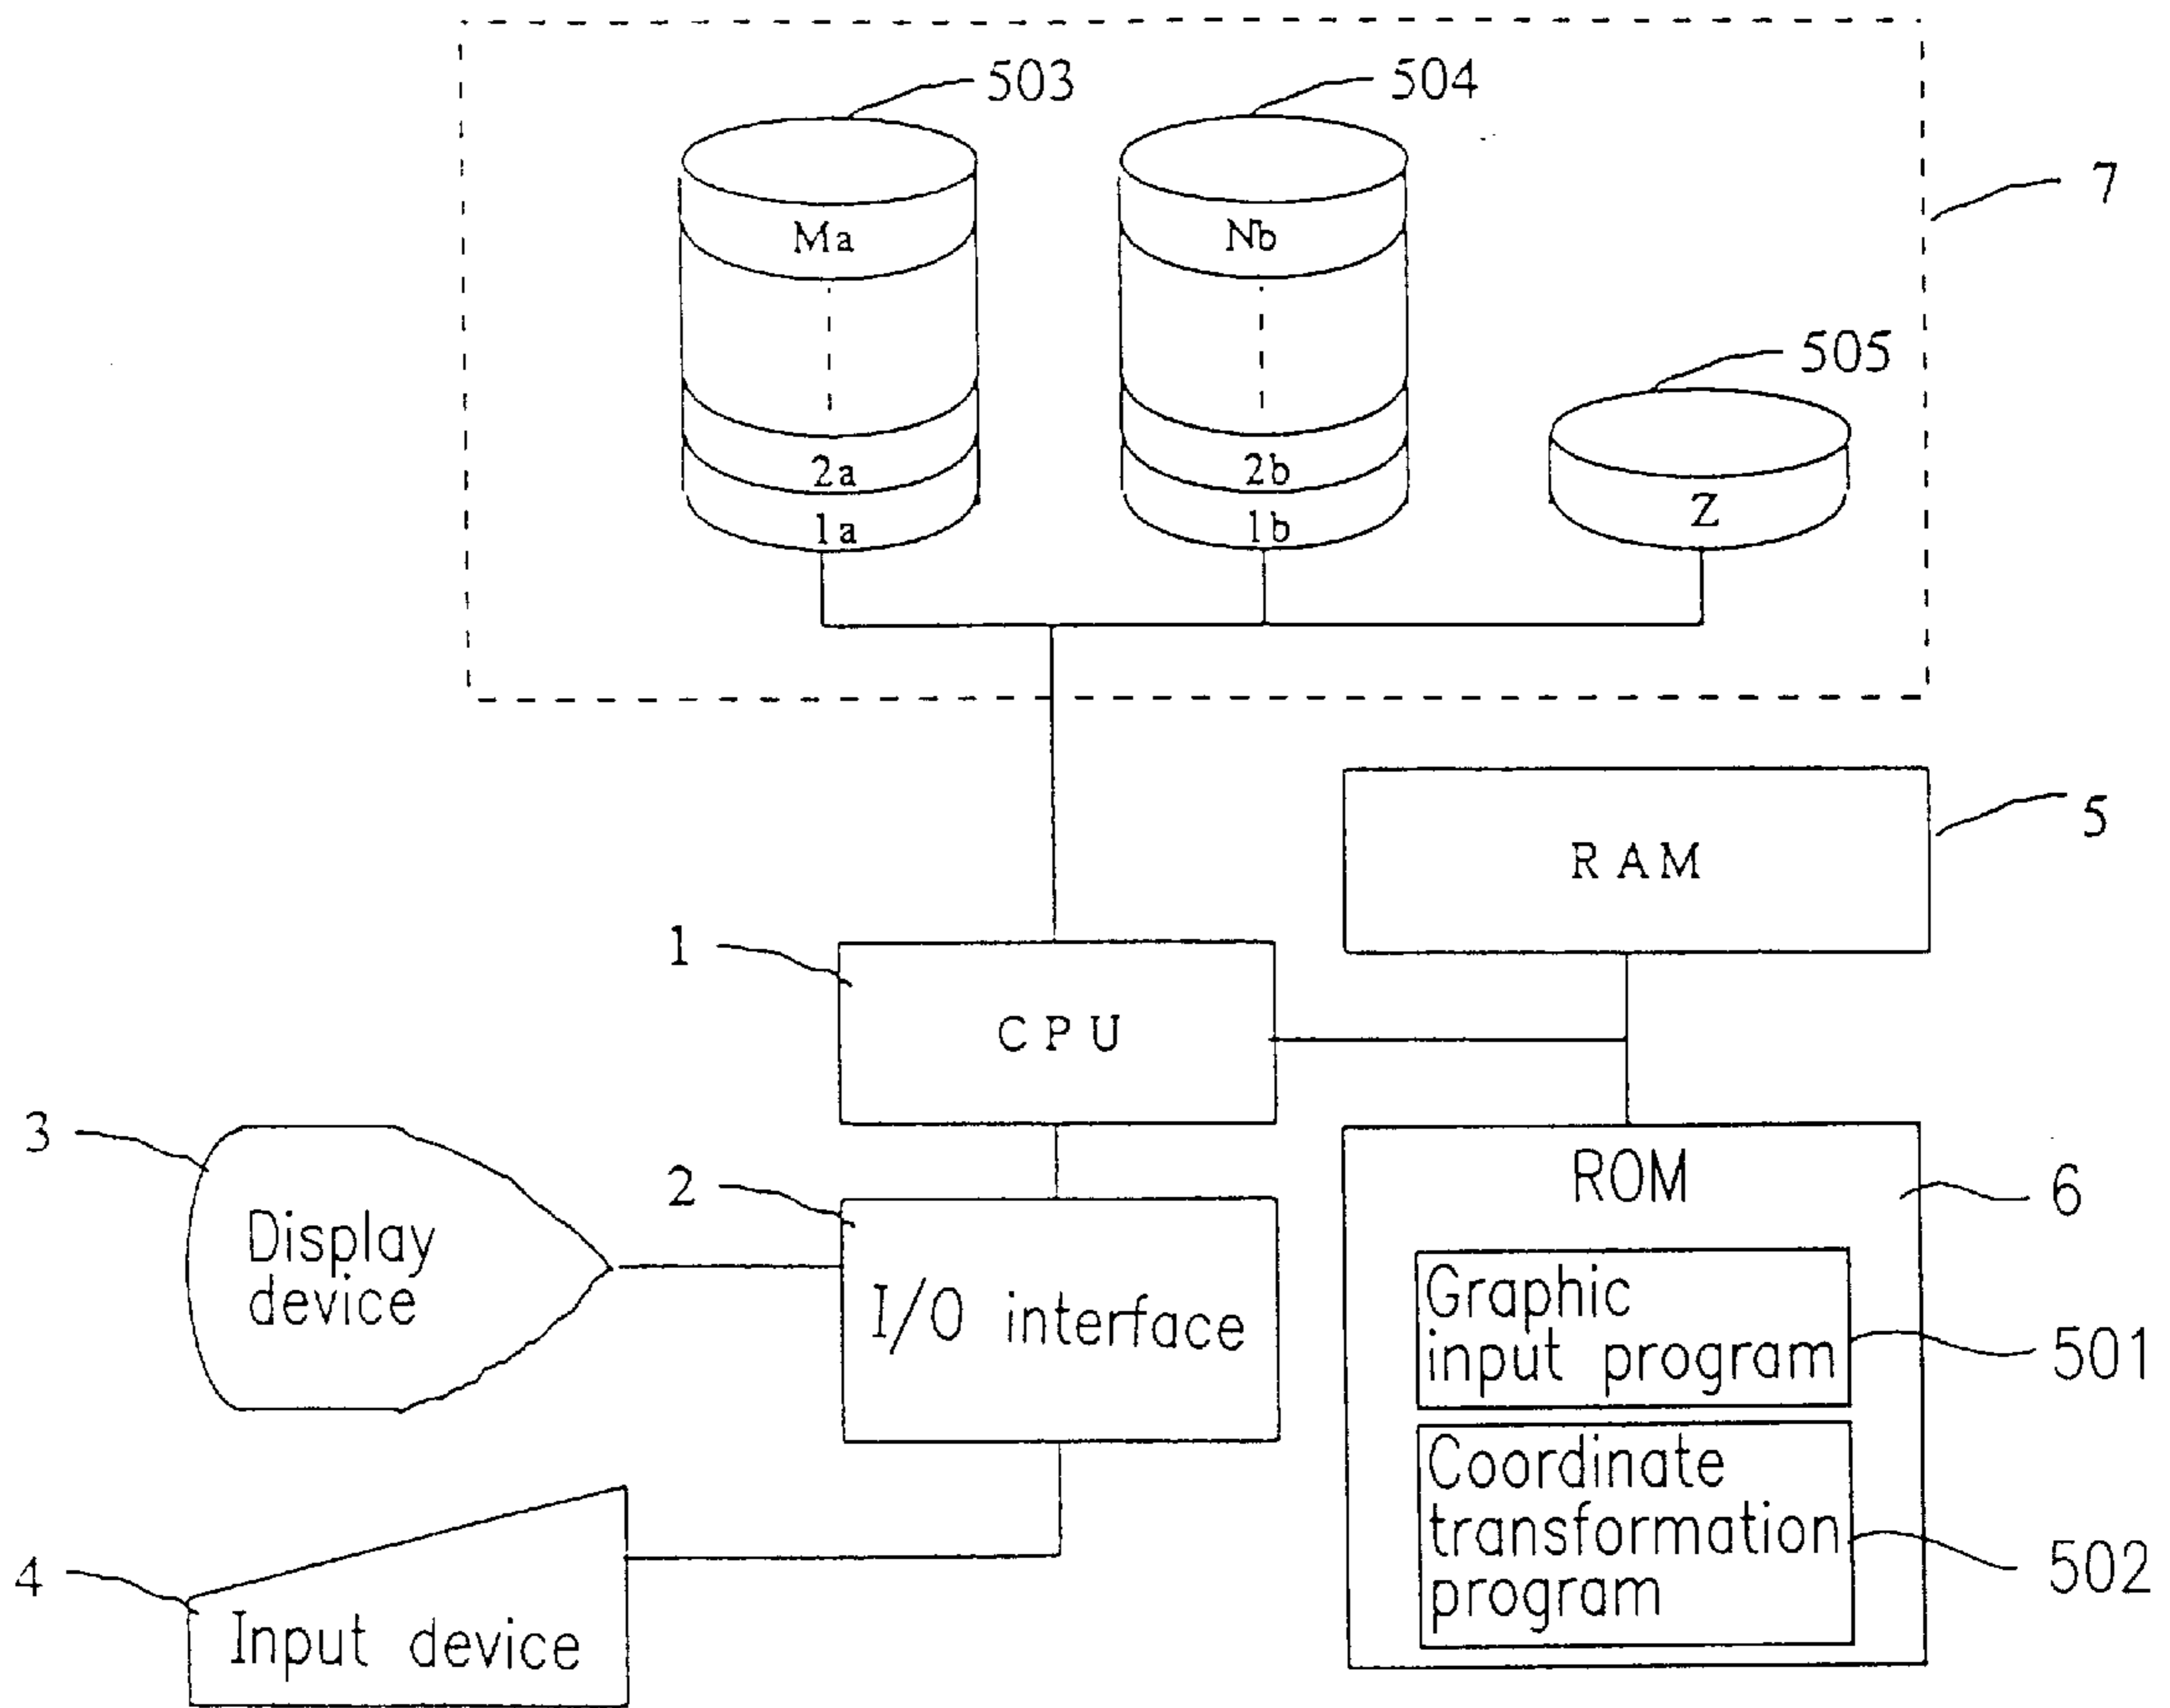 503
504
7
Ma
Nb
505
2a
2b
Z
1a
1b
5
RAM
1
CPU
3
2
ROM
6
Display
device
I/O interface
Graphic
input program
501
Coordinate
transformation
program
502
4
Input device